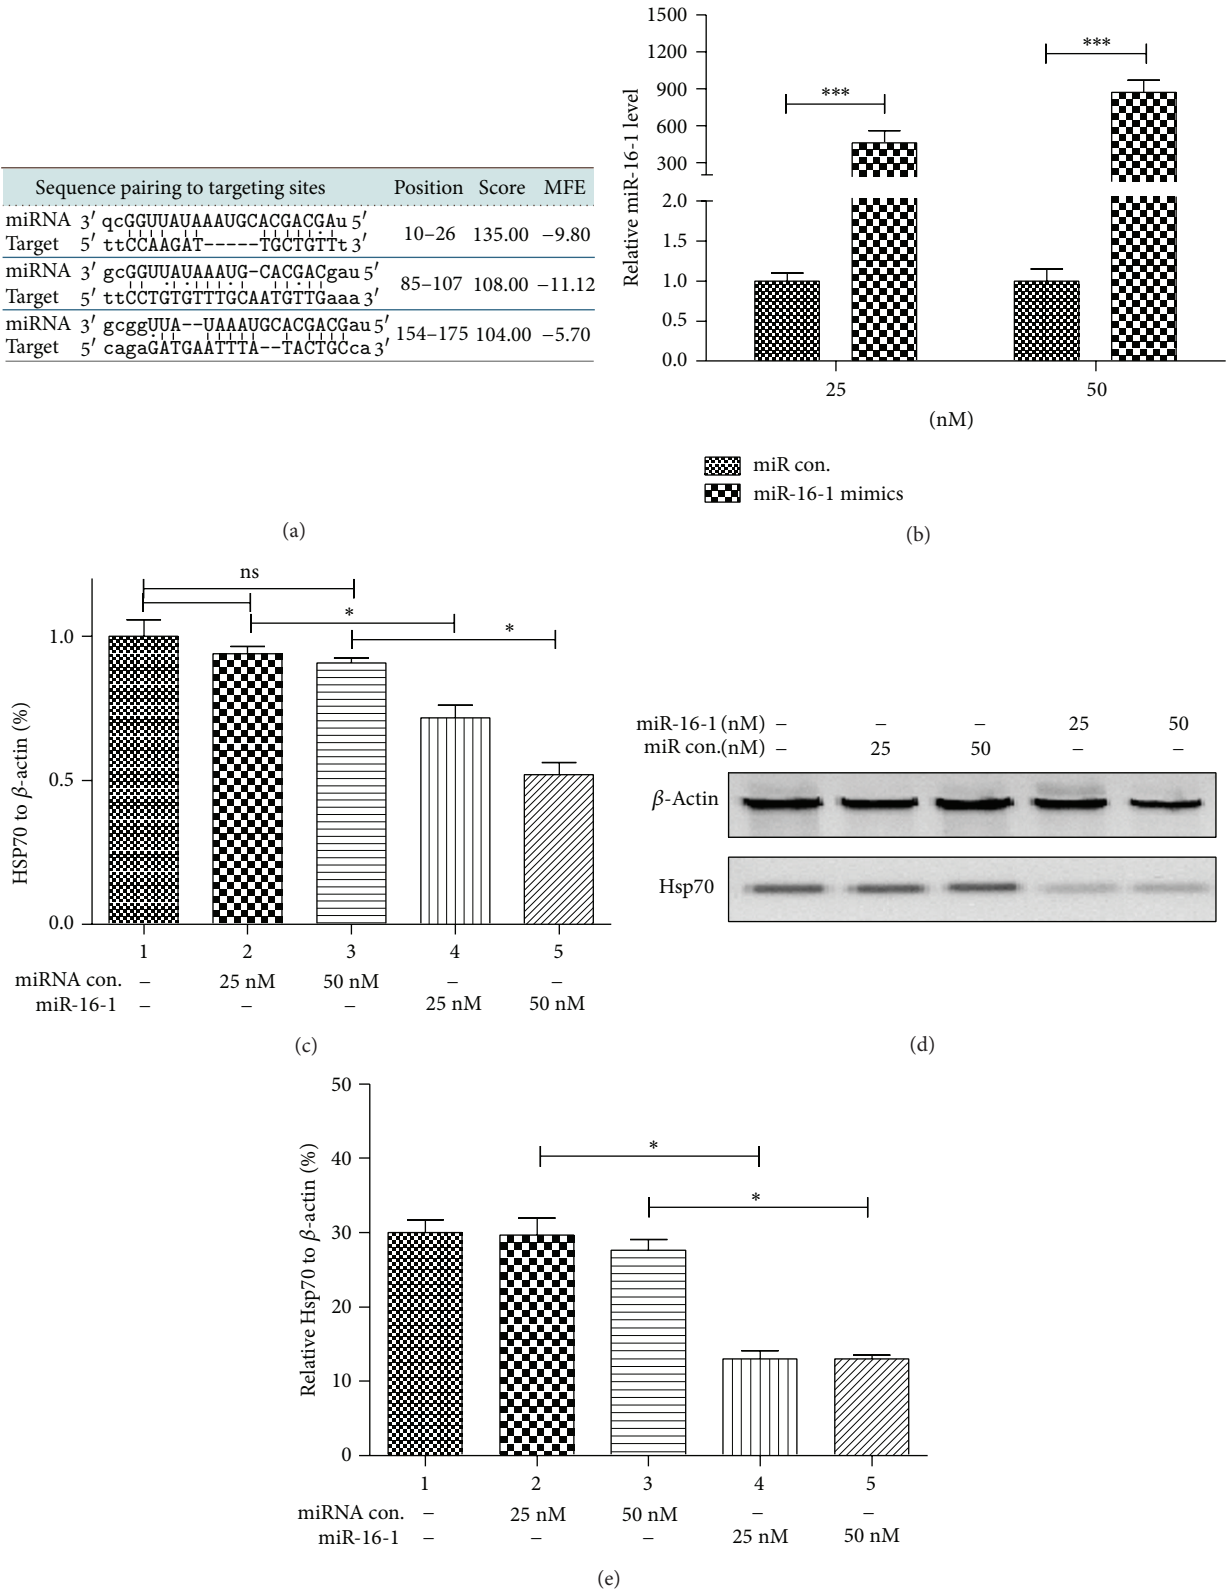 Sequence pairing to targeting sites Position Score MFE
miRNA 3′ qcGGUUAUAAAUGCACGACGAu 5′
Target 5′ ttCCAAGAT-----TGCTGTTt 3′
10–26 135.00 −9.80
miRNA 3′ gcGGUUAUAAAUG-CACGACgau 5′
Target 5′ ttCCTGTGTTTGCAATGTTGaaa 3′
85–107 108.00 −11.12
miRNA 3′ gcggUUA--UAAAUGCACGACGau 5′
Target 5′ cagaGATGAATTTA--TACTGCca 3′
154–175 104.00 −5.70
(a)
Relative miR-16-1 level
1500
1200
900
600
300
2.0
1.5
1.0
0.5
0.0
***
***
25 50
(nM)
miR con.
miR-16-1 mimics
(b)
HSP70 to β-actin (%)
1.0
0.5
0.0
ns
*
*
1 2 3 4 5
miRNA con. – 25 nM 50 nM – –
miR-16-1 – – – 25 nM 50 nM
(c)
miR-16-1 (nM) – – – 25 50
miR con.(nM) – 25 50 – –
β-Actin
Hsp70
(d)
Relative Hsp70 to β-actin (%)
50
40
30
20
10
0
*
*
1 2 3 4 5
miRNA con. – 25 nM 50 nM – –
miR-16-1 – – – 25 nM 50 nM
(e)